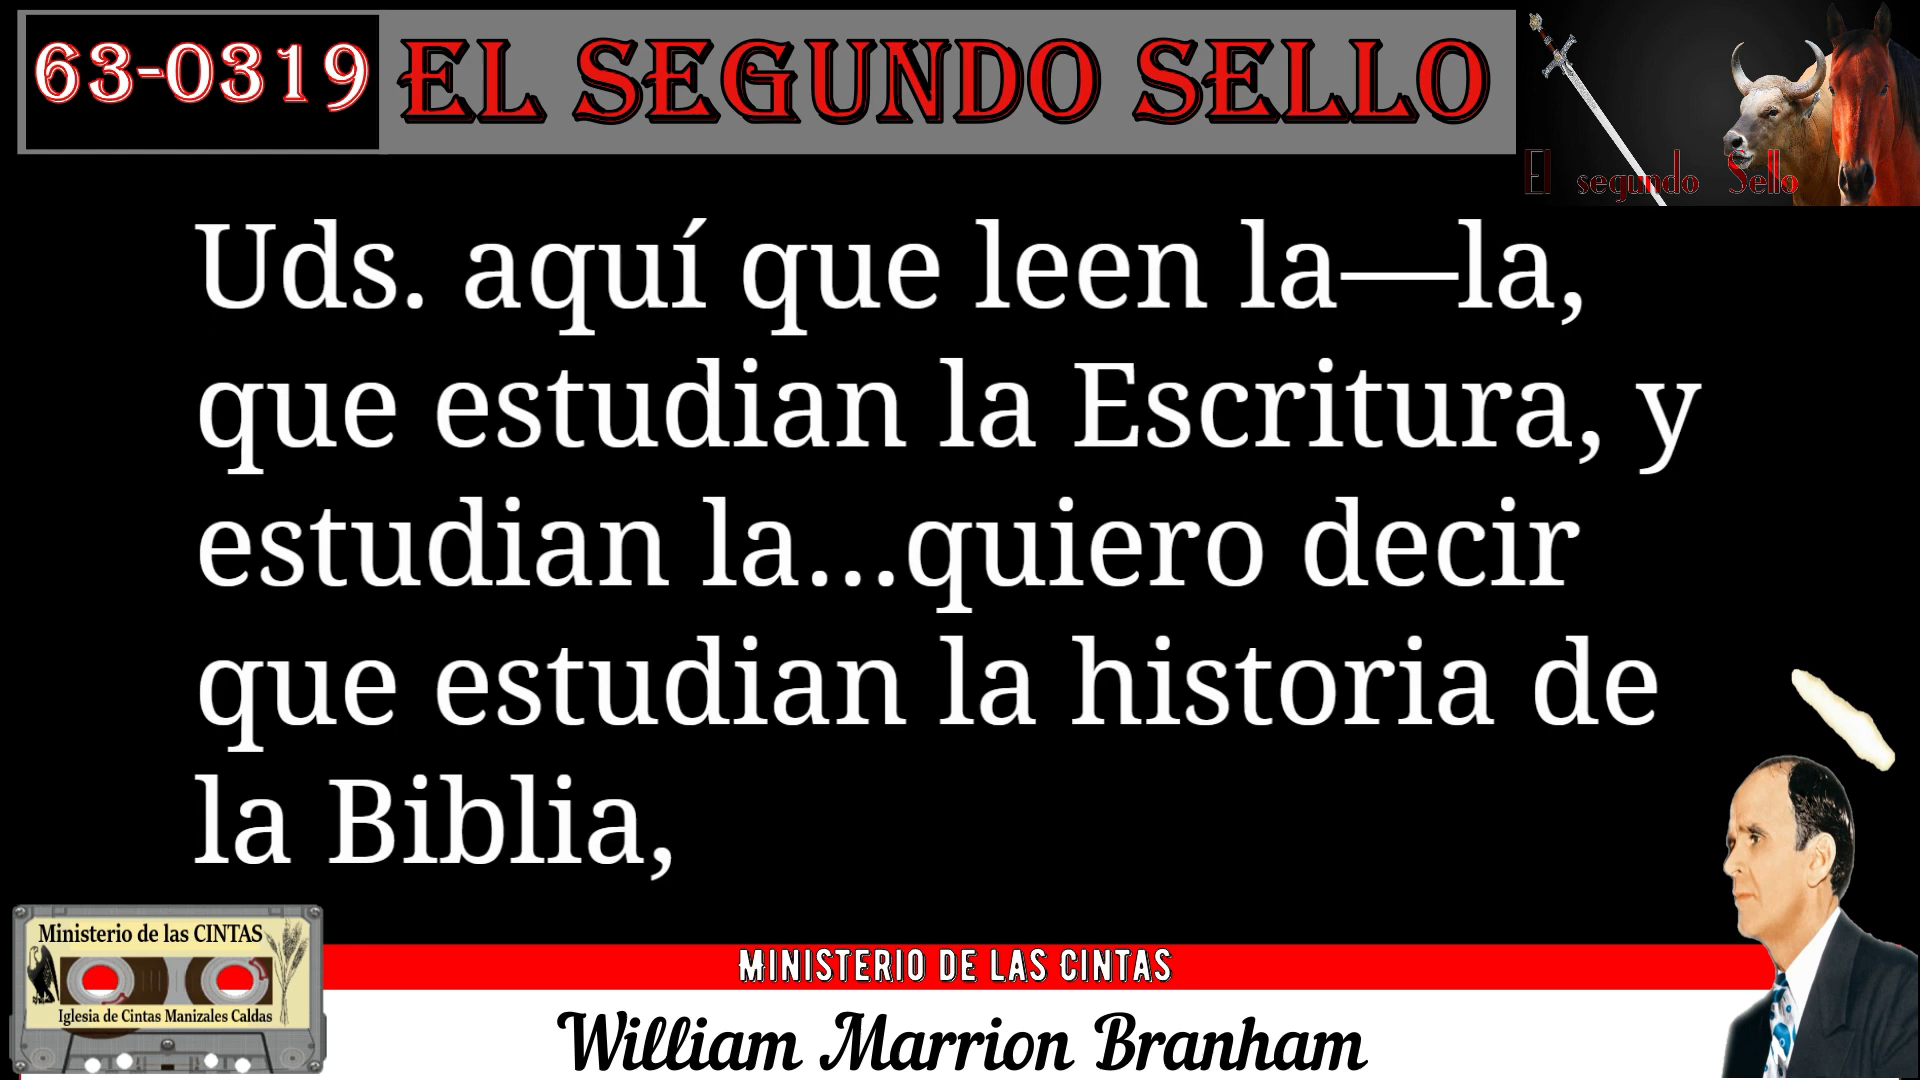 63-0319 EL SEGUNDO SELLO
El segundo Sello
Uds. aquí que leen la—la,
que estudian la Escritura, y
estudian la...quiero decir
que estudian la historia de
la Biblia,
Ministerio de las CINTAS
Iglesia de Cintas Manizales Caldas
MINISTERIO DE LAS CINTAS
William Marrion Branham